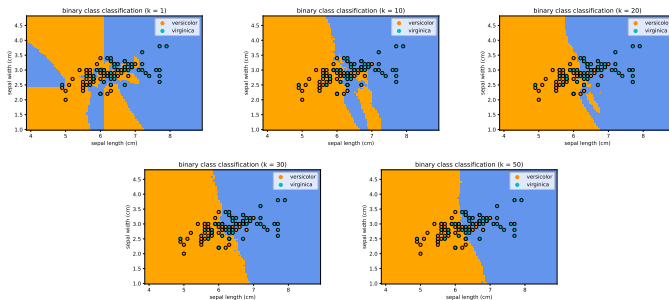 binary class classification (k = 1)
versicolor
virginica
sepal width (cm)
4.5
4.0
3.5
3.0
2.5
2.0
1.5
1.0
4 5 6 7 8
sepal length (cm)
binary class classification (k = 10)
versicolor
virginica
sepal width (cm)
4.5
4.0
3.5
3.0
2.5
2.0
1.5
1.0
4 5 6 7 8
sepal length (cm)
binary class classification (k = 20)
versicolor
virginica
sepal width (cm)
4.5
4.0
3.5
3.0
2.5
2.0
1.5
1.0
4 5 6 7 8
sepal length (cm)
binary class classification (k = 30)
versicolor
virginica
sepal width (cm)
4.5
4.0
3.5
3.0
2.5
2.0
1.5
1.0
4 5 6 7 8
sepal length (cm)
binary class classification (k = 50)
versicolor
virginica
sepal width (cm)
4.5
4.0
3.5
3.0
2.5
2.0
1.5
1.0
4 5 6 7 8
sepal length (cm)